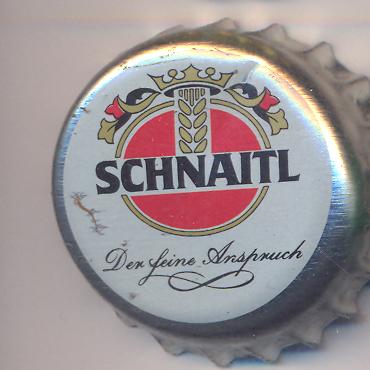 SCHNAITL
Der feine Anspruch